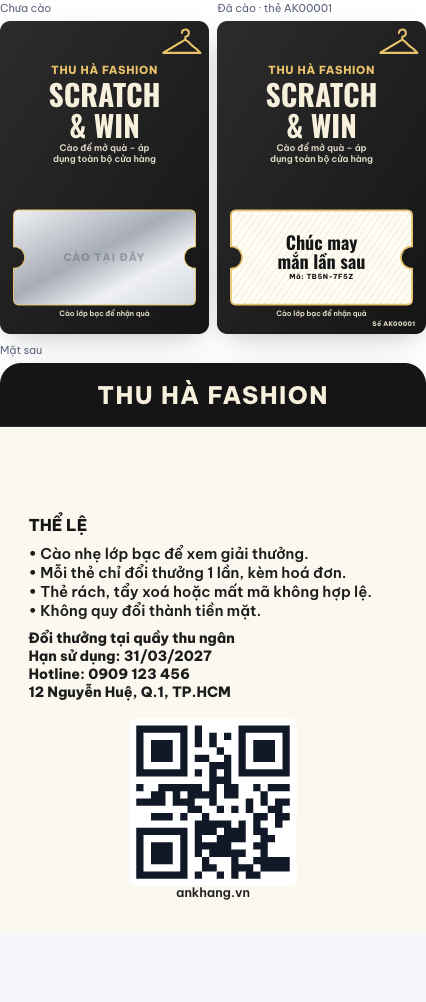 Chưa cào
Đã cào · thẻ AK00001
THU HÀ FASHION
SCRATCH
& WIN
Cào để mở quà – áp
dụng toàn bộ cửa hàng
CÀO TẠI ĐÂY
Cào lớp bạc để nhận quà
THU HÀ FASHION
SCRATCH
& WIN
Cào để mở quà – áp
dụng toàn bộ cửa hàng
Chúc may
mắn lần sau
Mã: TB5N-7F5Z
Cào lớp bạc để nhận quà
Số AK00001
Mặt sau
THU HÀ FASHION
THỂ LỆ
• Cào nhẹ lớp bạc để xem giải thưởng.
• Mỗi thẻ chỉ đổi thưởng 1 lần, kèm hoá đơn.
• Thẻ rách, tẩy xoá hoặc mất mã không hợp lệ.
• Không quy đổi thành tiền mặt.
Đổi thưởng tại quầy thu ngân
Hạn sử dụng: 31/03/2027
Hotline: 0909 123 456
12 Nguyễn Huệ, Q.1, TP.HCM
ankhang.vn